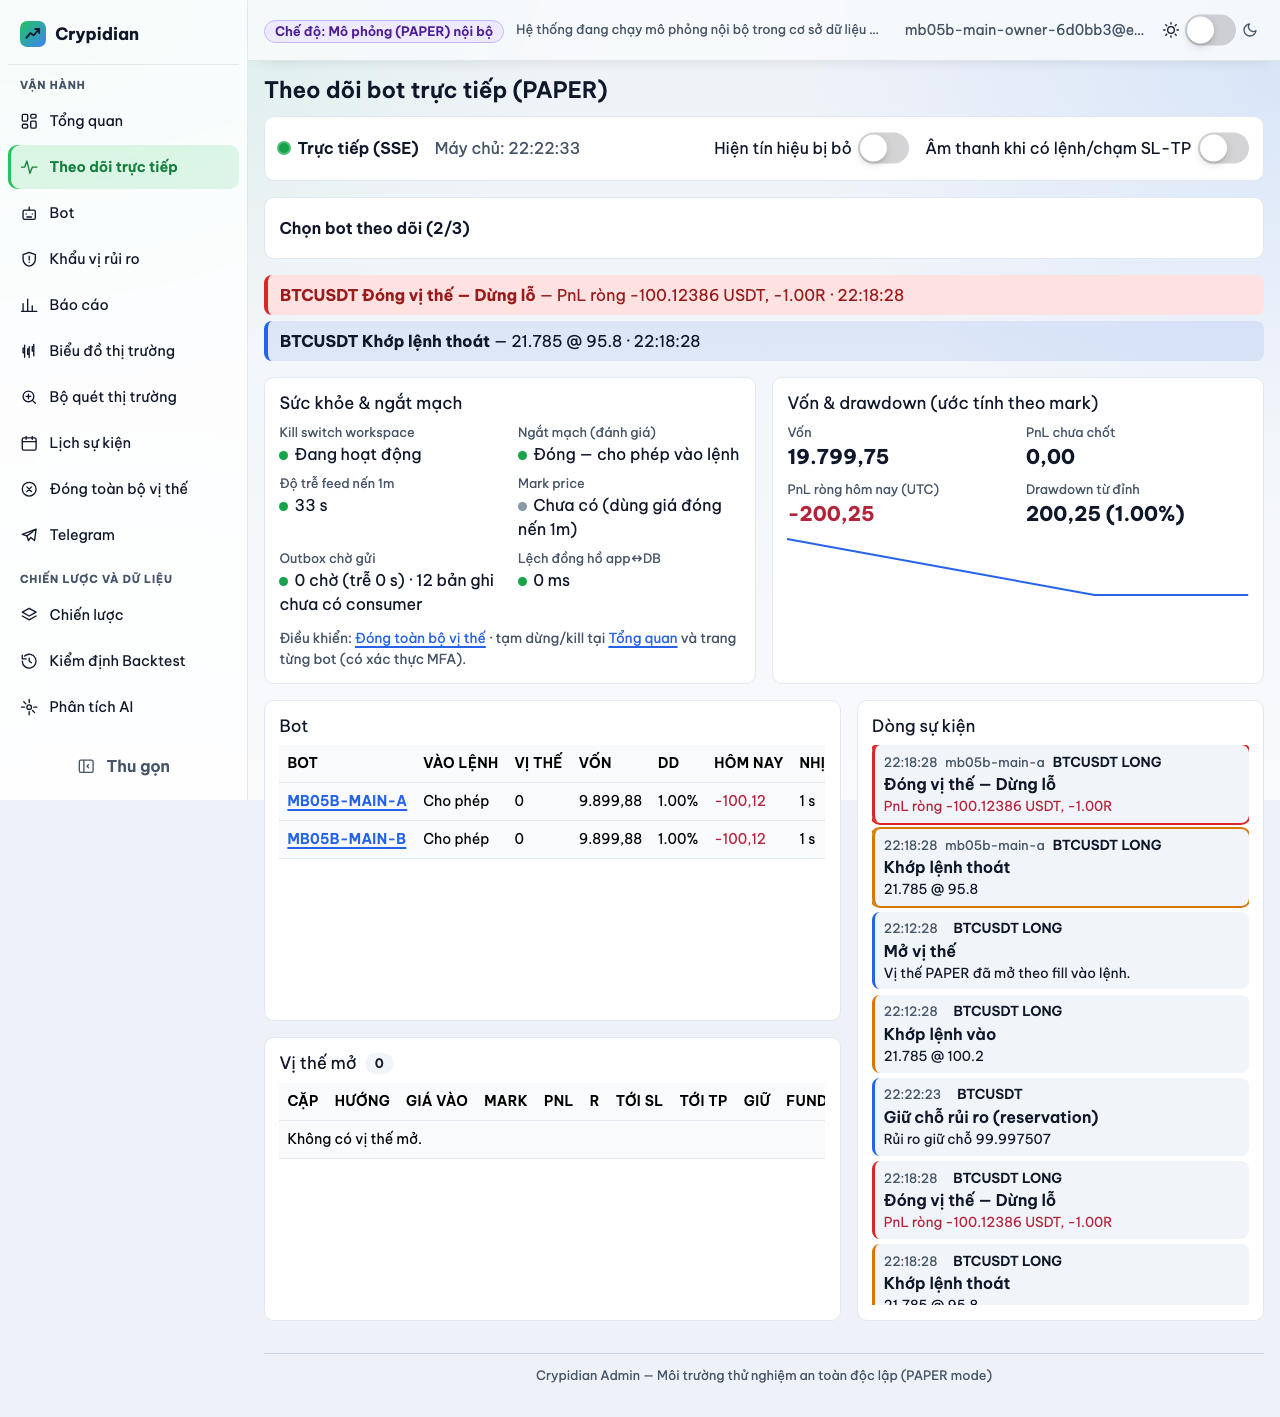 Crypidian
Chế độ: Mô phỏng (PAPER) nội bộ
Hệ thống đang chạy mô phỏng nội bộ trong cơ sở dữ liệu ...
mb05b-main-owner-6d0bb3@e...
VẬN HÀNH
Tổng quan
Theo dõi trực tiếp
Bot
Khẩu vị rủi ro
Báo cáo
Biểu đồ thị trường
Bộ quét thị trường
Lịch sự kiện
Đóng toàn bộ vị thế
Telegram
CHIẾN LƯỢC VÀ DỮ LIỆU
Chiến lược
Kiểm định Backtest
Phân tích AI
Thu gọn
Theo dõi bot trực tiếp (PAPER)
Trực tiếp (SSE)
Máy chủ: 22:22:33
Hiện tín hiệu bị bỏ
Âm thanh khi có lệnh/chạm SL-TP
Chọn bot theo dõi (2/3)
BTCUSDT Đóng vị thế — Dừng lỗ — PnL ròng -100.12386 USDT, -1.00R · 22:18:28
BTCUSDT Khớp lệnh thoát — 21.785 @ 95.8 · 22:18:28
Sức khỏe & ngắt mạch
Kill switch workspace
Đang hoạt động
Ngắt mạch (đánh giá)
Đóng — cho phép vào lệnh
Độ trễ feed nến 1m
33 s
Mark price
Chưa có (dùng giá đóng
nến 1m)
Outbox chờ gửi
0 chờ (trễ 0 s) · 12 bản ghi
chưa có consumer
Lệch đồng hồ app↔DB
0 ms
Điều khiển: Đóng toàn bộ vị thế · tạm dừng/kill tại Tổng quan và trang
từng bot (có xác thực MFA).
Vốn & drawdown (ước tính theo mark)
Vốn
19.799,75
PnL chưa chốt
0,00
PnL ròng hôm nay (UTC)
-200,25
Drawdown từ đỉnh
200,25 (1.00%)
Bot
BOT VÀO LỆNH VỊ THẾ VỐN DD HÔM NAY NHỊ
MB05B-MAIN-A Cho phép 0 9.899,88 1.00% -100,12 1 s
MB05B-MAIN-B Cho phép 0 9.899,88 1.00% -100,12 1 s
Vị thế mở 0
CẶP HƯỚNG GIÁ VÀO MARK PNL R TỚI SL TỚI TP GIỮ FUND
Không có vị thế mở.
Dòng sự kiện
22:18:28 mb05b-main-a BTCUSDT LONG
Đóng vị thế — Dừng lỗ
PnL ròng -100.12386 USDT, -1.00R
22:18:28 mb05b-main-a BTCUSDT LONG
Khớp lệnh thoát
21.785 @ 95.8
22:12:28 BTCUSDT LONG
Mở vị thế
Vị thế PAPER đã mở theo fill vào lệnh.
22:12:28 BTCUSDT LONG
Khớp lệnh vào
21.785 @ 100.2
22:22:23 BTCUSDT
Giữ chỗ rủi ro (reservation)
Rủi ro giữ chỗ 99.997507
22:18:28 BTCUSDT LONG
Đóng vị thế — Dừng lỗ
PnL ròng -100.12386 USDT, -1.00R
22:18:28 BTCUSDT LONG
Khớp lệnh thoát
21.785 @ 95.8
Crypidian Admin — Môi trường thử nghiệm an toàn độc lập (PAPER mode)